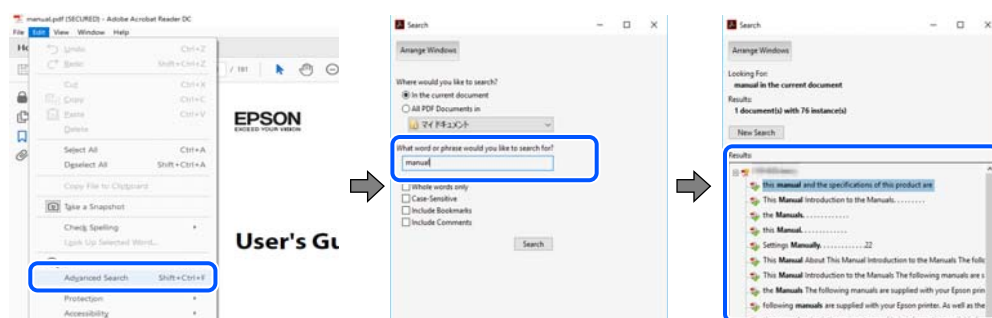 manual.pdf (SECURED) - Adobe Acrobat Reader DC
File Edit View Window Help
Undo Ctrl+Z
Shift+Ctrl+Z
Cut Ctrl+X
Copy Ctrl+C
Paste Ctrl+V
Delete
Select All Ctrl+A
Deselect All Shift+Ctrl+A
Copy File to Clipboard
Take a Snapshot
Check Spelling
Look Up Selected Word...
Advanced Search Shift+Ctrl+F
Protection
Accessibility
/ 181
EPSON
EXCEED YOUR VISION
User's Gu
Search
Arrange Windows
Where would you like to search?
In the current document
All PDF Documents in
マイドキュメント
What word or phrase would you like to search for?
manual
Whole words only
Case-Sensitive
Include Bookmarks
Include Comments
Search
Search
Arrange Windows
Looking For:
manual in the current document
Results:
1 document(s) with 76 instance(s)
New Search
Results:
this manual and the specifications of this product are
This Manual Introduction to the Manuals. . . . . . . .
the Manuals. . . . . . . . . . . .
this Manual. . . . . . . . . . . .
Settings Manually. . . . . . . . . . . .22
This Manual About This Manual Introduction to the Manuals The follo
This Manual Introduction to the Manuals The following manuals are s
the Manuals The following manuals are supplied with your Epson prin
following manuals are supplied with your Epson printer. As well as the